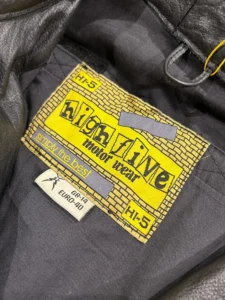 HI-5
high five
motor wear
simply the best
HI-5
GB-14
EURO-40